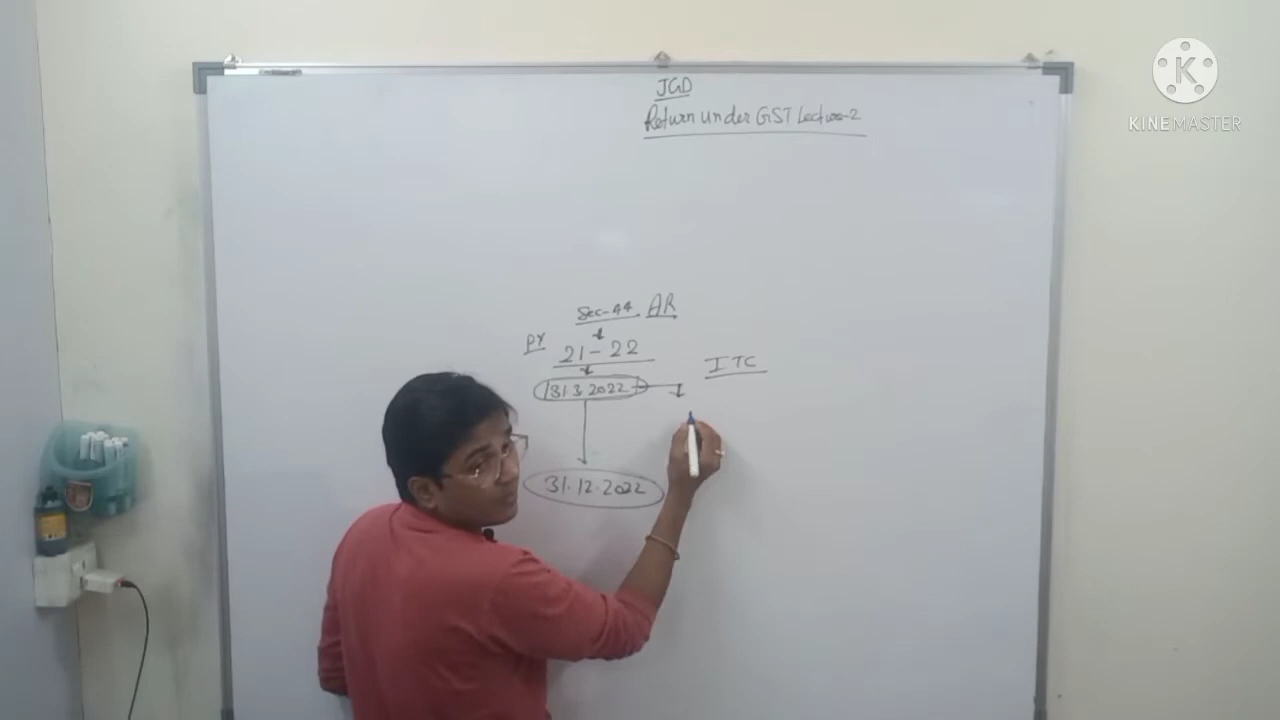 JGD
Return under GST Lecture-2
Sec-44 AR
PY 21-22
31.3.2022
ITC
31.12.2022
K
KINEMASTER